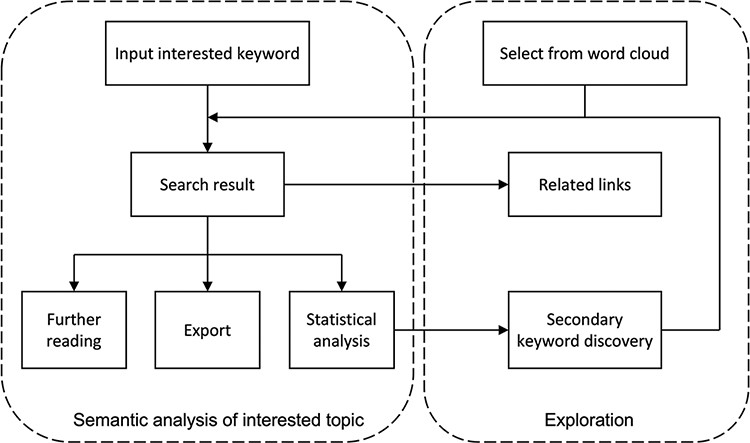 Input interested keyword
Select from word cloud
Search result
Related links
Further
reading
Export
Statistical
analysis
Secondary
keyword discovery
Semantic analysis of interested topic
Exploration